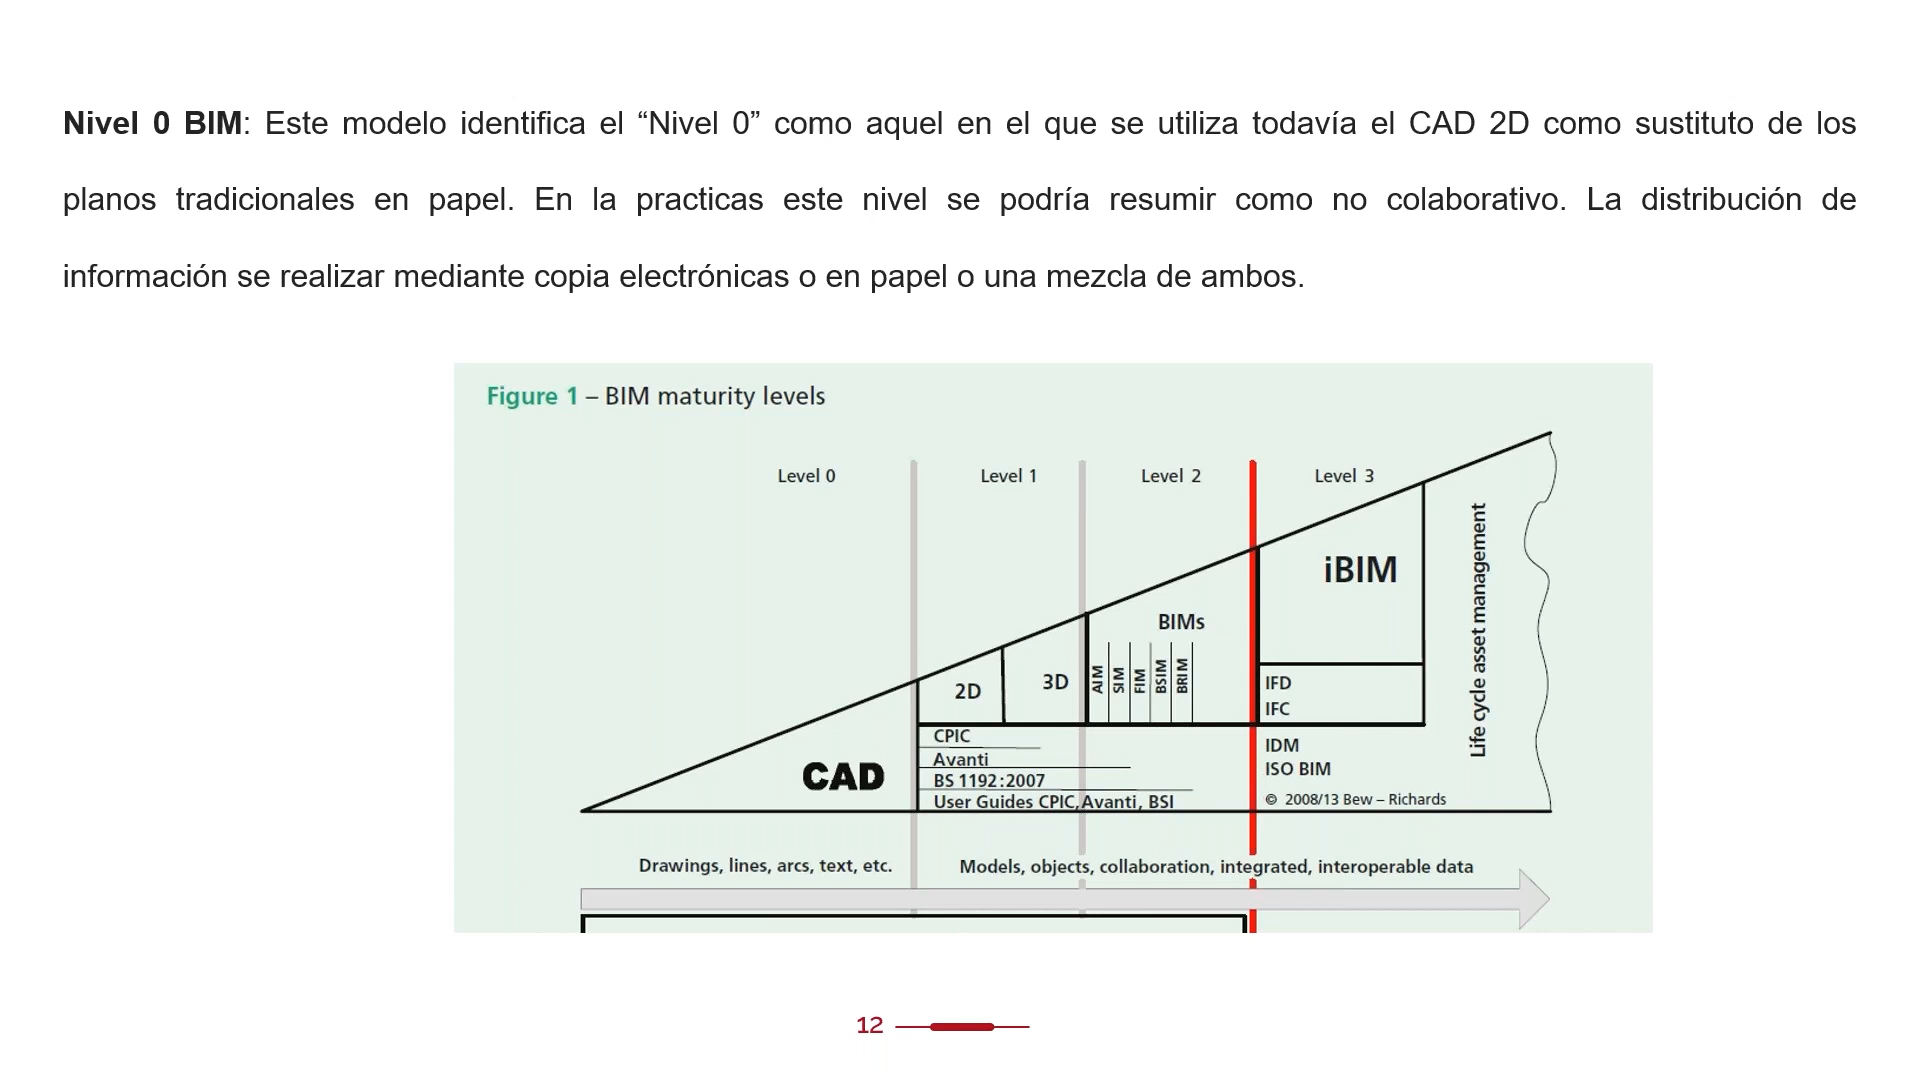 Nivel 0 BIM: Este modelo identifica el “Nivel 0” como aquel en el que se utiliza todavía el CAD 2D como sustituto de los
planos tradicionales en papel. En la practicas este nivel se podría resumir como no colaborativo. La distribución de
información se realizar mediante copia electrónicas o en papel o una mezcla de ambos.
Figure 1 – BIM maturity levels
Level 0
Level 1
Level 2
Level 3
iBIM
BIMs
2D
3D
AIM
SIM
FIM
BSIM
BRIM
IFD
IFC
Life cycle asset management
CAD
CPIC
Avanti
BS 1192:2007
User Guides CPIC, Avanti, BSI
IDM
ISO BIM
© 2008/13 Bew – Richards
Drawings, lines, arcs, text, etc.
Models, objects, collaboration, integrated, interoperable data
12